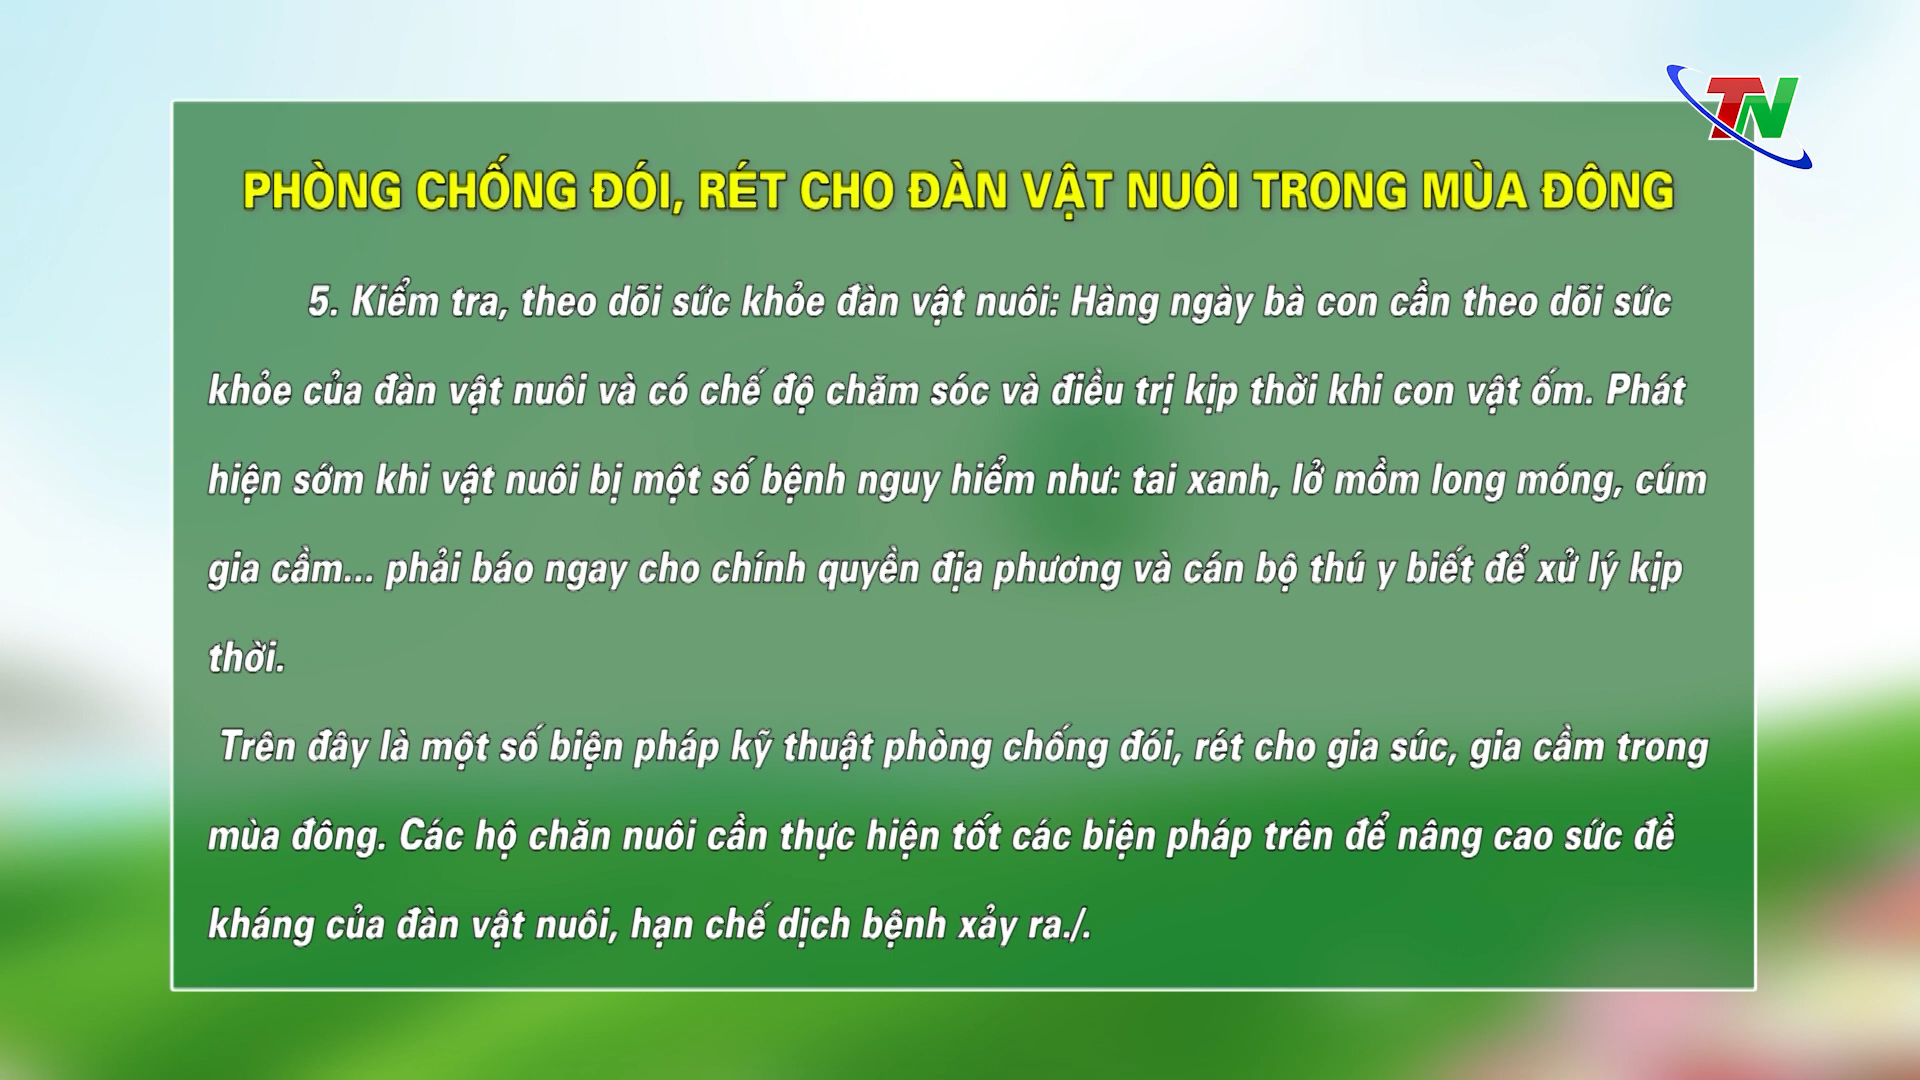 TN
PHÒNG CHỐNG ĐÓI, RÉT CHO ĐÀN VẬT NUÔI TRONG MÙA ĐÔNG
5. Kiểm tra, theo dõi sức khỏe đàn vật nuôi: Hàng ngày bà con cần theo dõi sức
khỏe của đàn vật nuôi và có chế độ chăm sóc và điều trị kịp thời khi con vật ốm. Phát
hiện sớm khi vật nuôi bị một số bệnh nguy hiểm như: tai xanh, lở mồm long móng, cúm
gia cầm... phải báo ngay cho chính quyền địa phương và cán bộ thú y biết để xử lý kịp
thời.
Trên đây là một số biện pháp kỹ thuật phòng chống đói, rét cho gia súc, gia cầm trong
mùa đông. Các hộ chăn nuôi cần thực hiện tốt các biện pháp trên để nâng cao sức đề
kháng của đàn vật nuôi, hạn chế dịch bệnh xảy ra./.